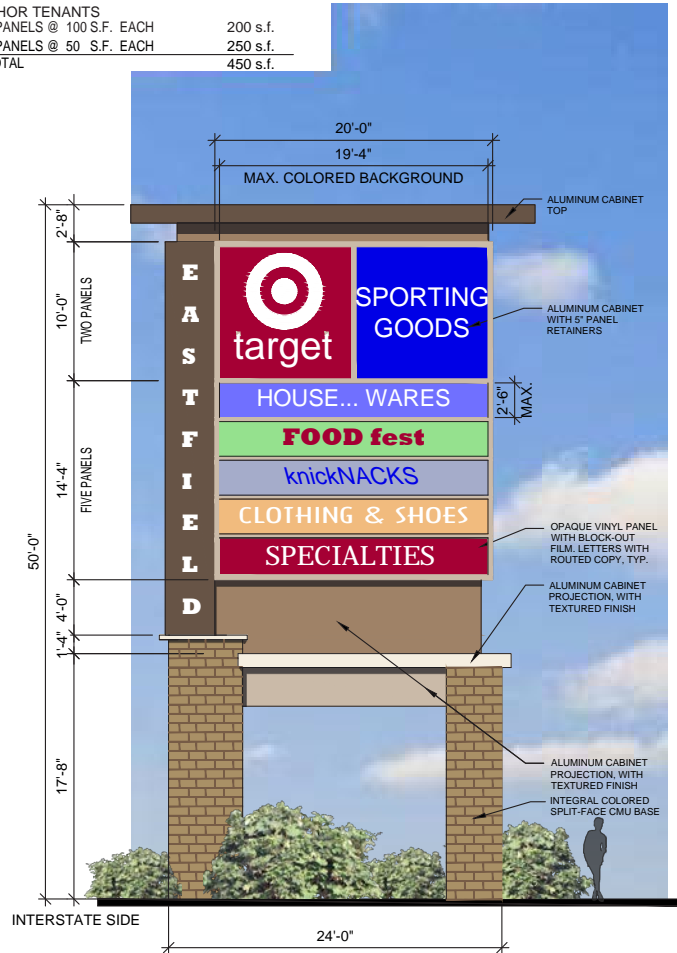 HOR TENANTS
PANELS @ 100 S.F. EACH 200 s.f.
PANELS @ 50 S.F. EACH 250 s.f.
OTAL 450 s.f.
20'-0"
19'-4"
MAX. COLORED BACKGROUND
ALUMINUM CABINET
TOP
2'-8"
10'-0"
TWO PANELS
14'-4"
FIVE PANELS
50'-0"
4'-0"
1'-4"
17'-8"
EASTFIELD
target
SPORTING
GOODS
ALUMINUM CABINET
WITH 5" PANEL
RETAINERS
HOUSE... WARES
2'-6"
MAX.
FOOD fest
knickNACKS
CLOTHING & SHOES
SPECIALTIES
OPAQUE VINYL PANEL
WITH BLOCK-OUT
FILM. LETTERS WITH
ROUTED COPY, TYP.
ALUMINUM CABINET
PROJECTION, WITH
TEXTURED FINISH
ALUMINUM CABINET
PROJECTION, WITH
TEXTURED FINISH
INTEGRAL COLORED
SPLIT-FACE CMU BASE
INTERSTATE SIDE
24'-0"